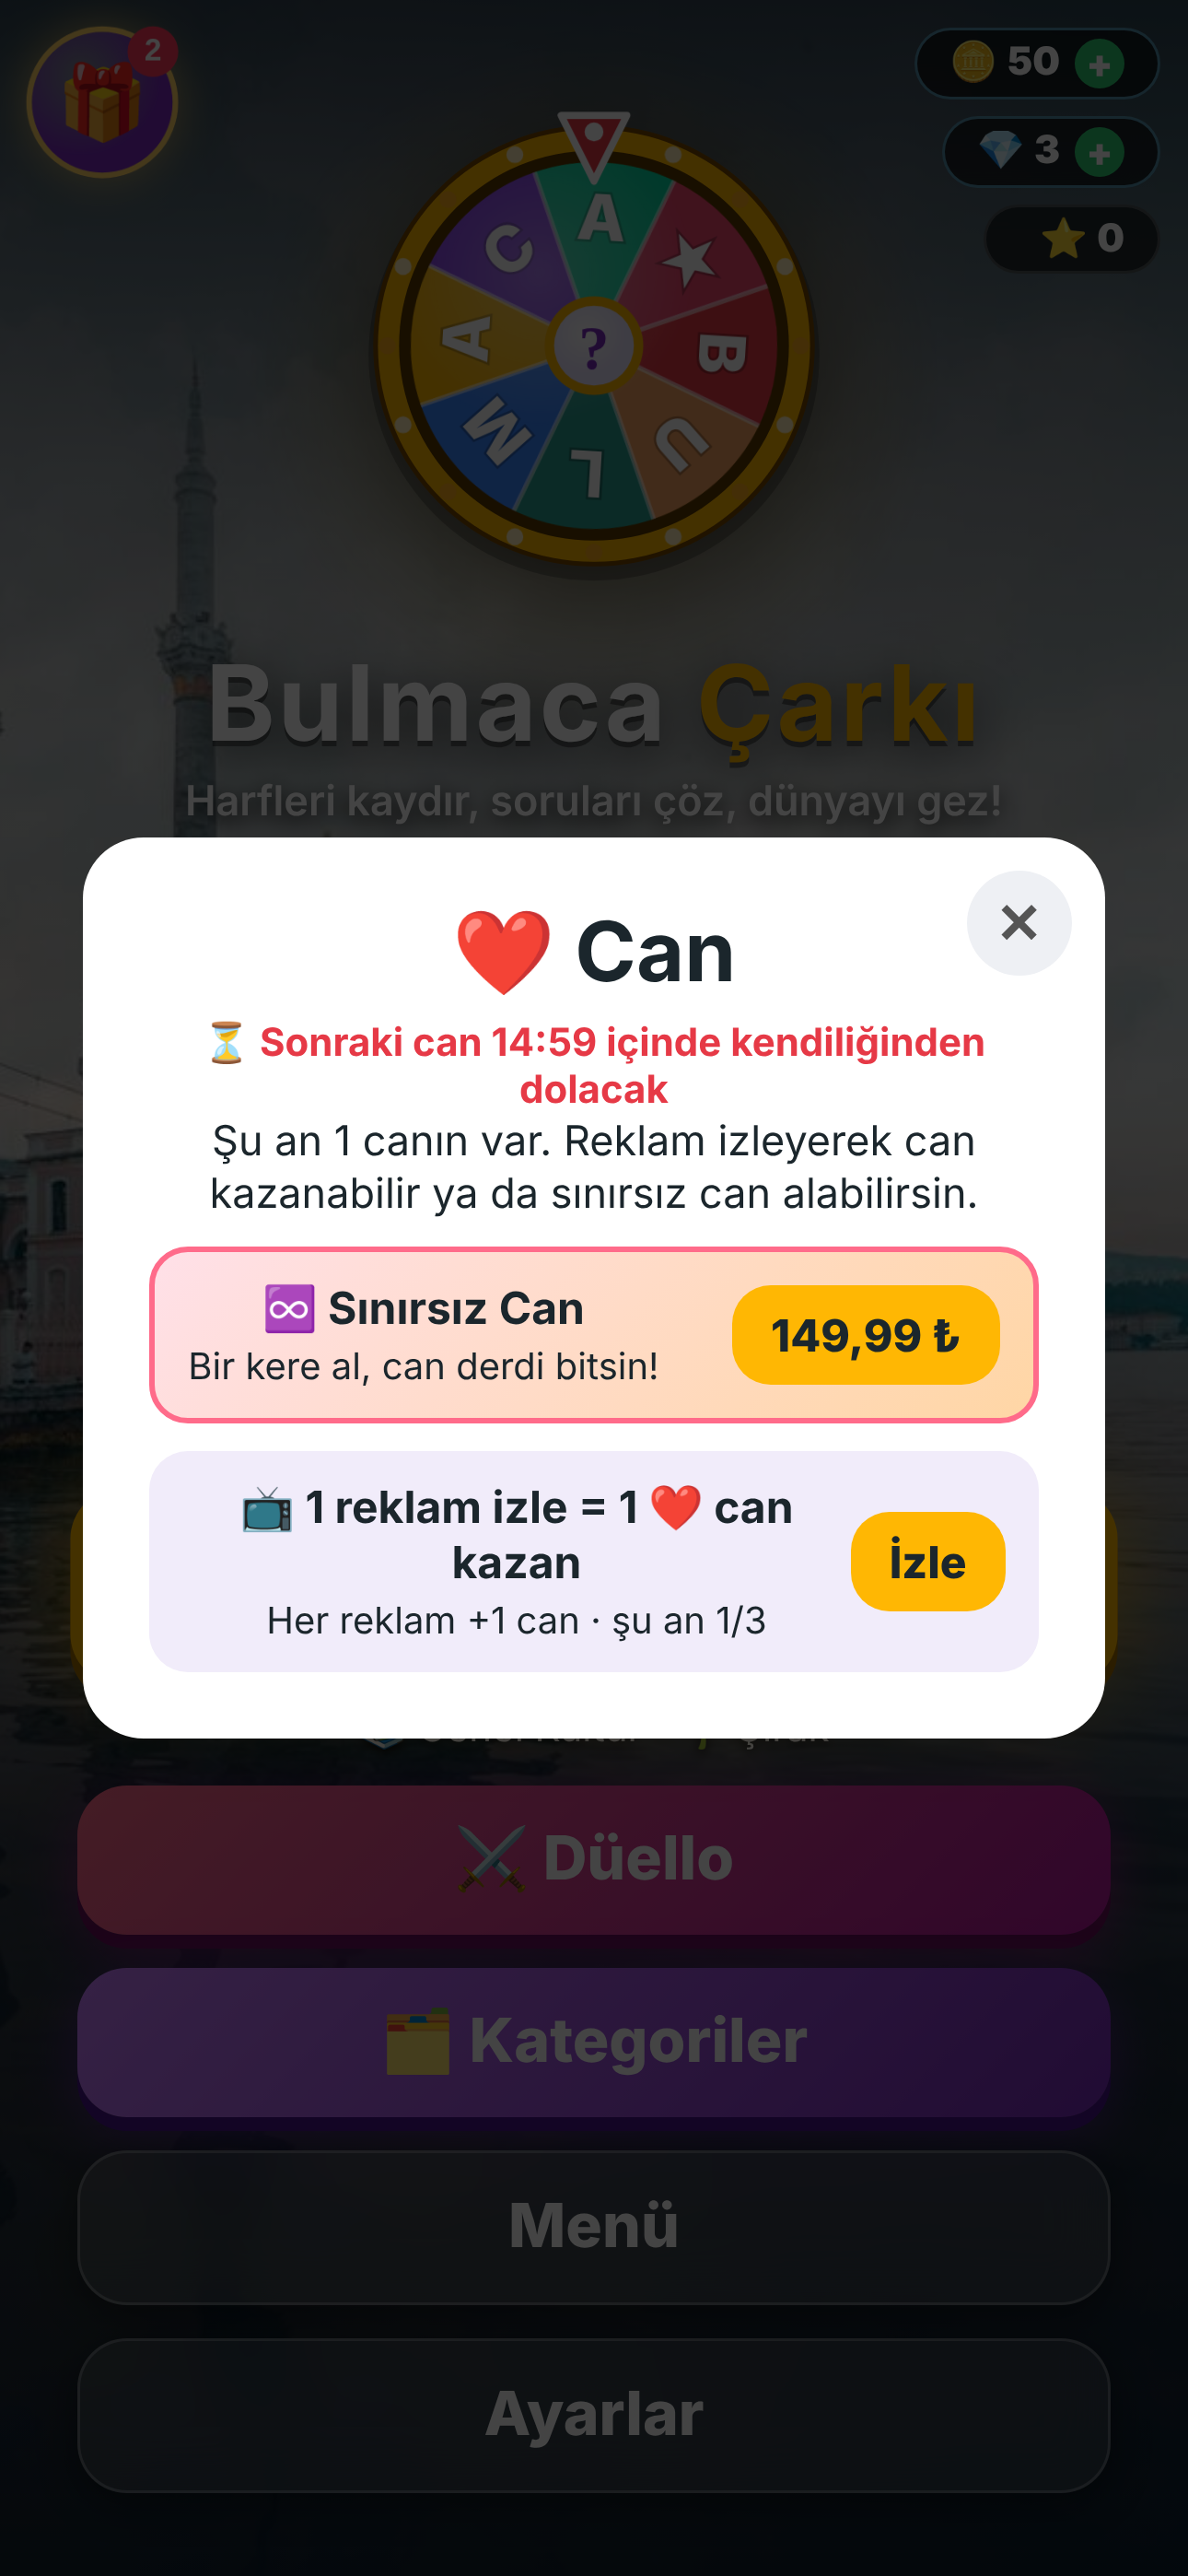 2
50
3
0
A
B
U
L
M
A
C
?
Bulmaca Çarkı
Harfleri kaydır, soruları çöz, dünyayı gez!
Can
Sonraki can 14:59 içinde kendiliğinden
dolacak
Şu an 1 canın var. Reklam izleyerek can
kazanabilir ya da sınırsız can alabilirsin.
Sınırsız Can
Bir kere al, can derdi bitsin!
149,99 ₺
1 reklam izle = 1 ❤️ can
kazan
Her reklam +1 can · şu an 1/3
İzle
Düello
Kategoriler
Menü
Ayarlar